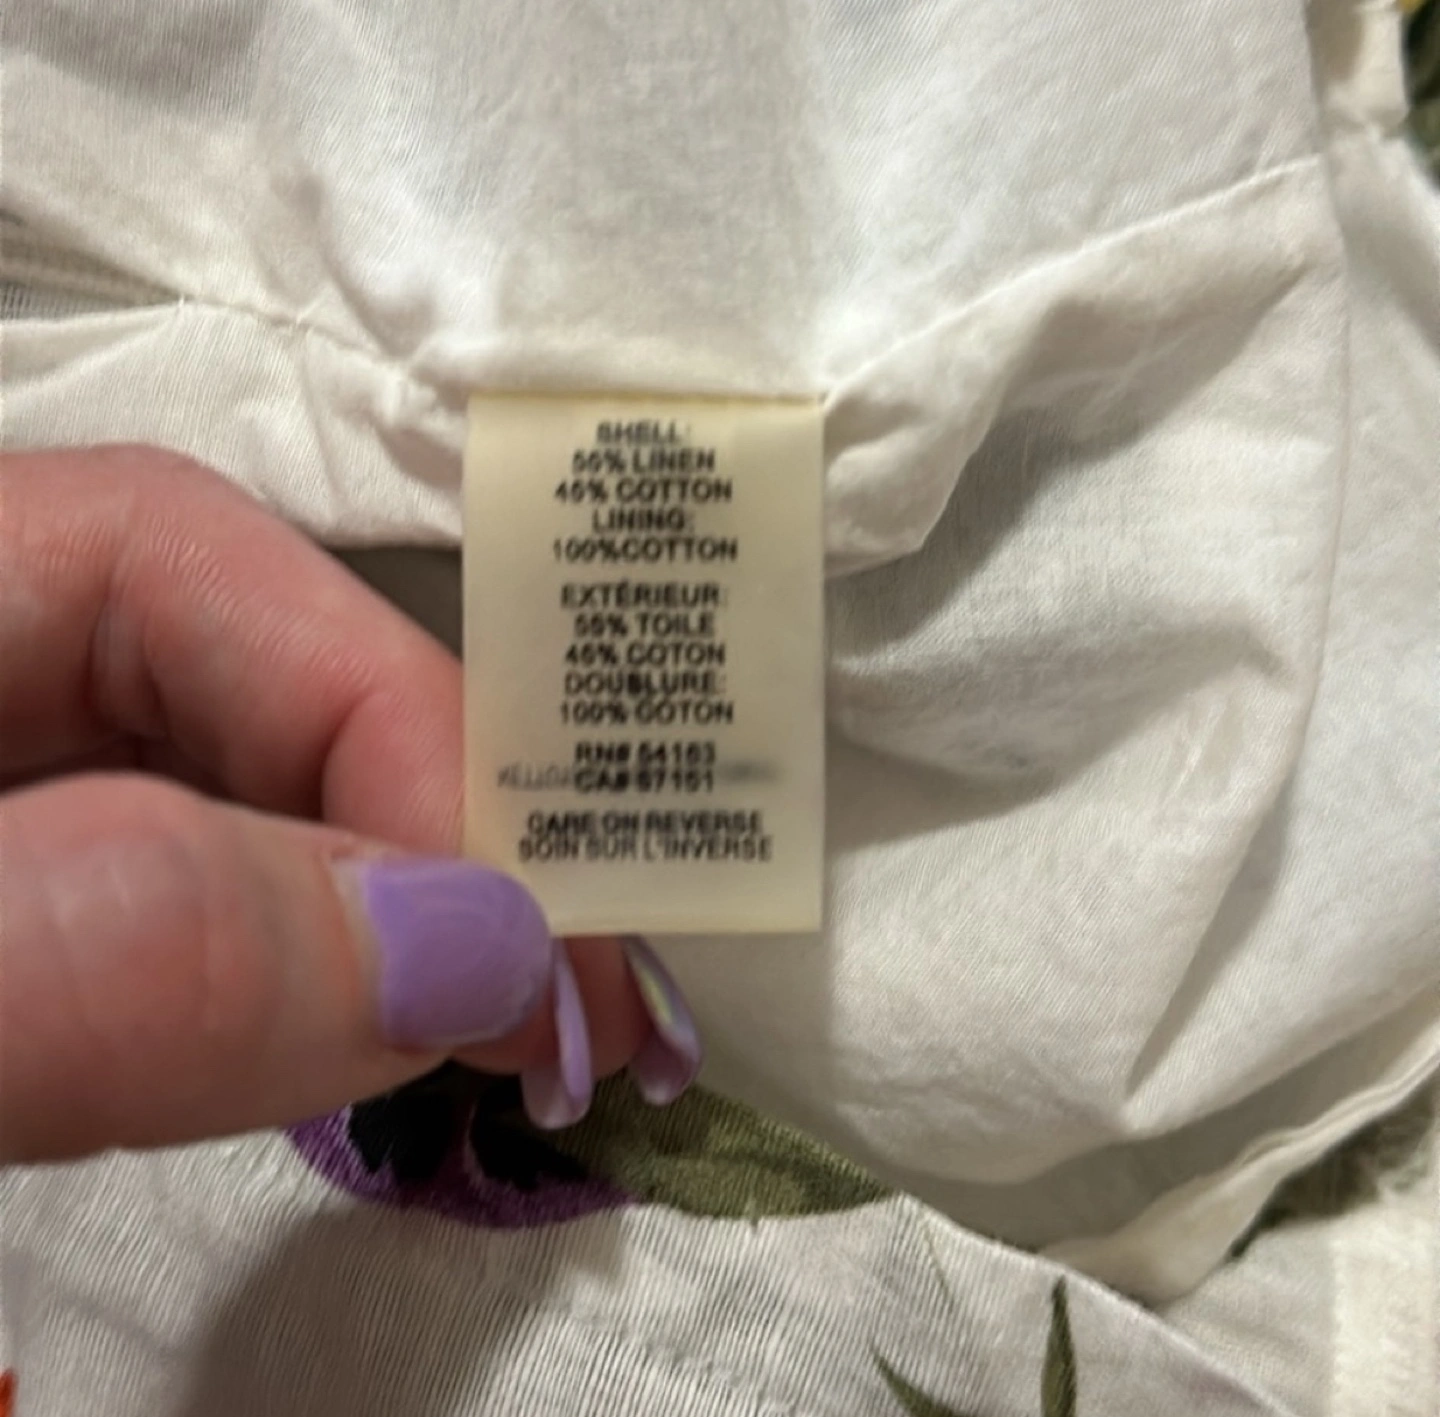 SHELL:
55% LINEN
45% COTTON
LINING:
100%COTTON
EXTÉRIEUR:
55% TOILE
45% COTON
DOUBLURE:
100% COTON
RN# 54163
CA# 57151
CARE ON REVERSE
SOIN SUR L'INVERSE